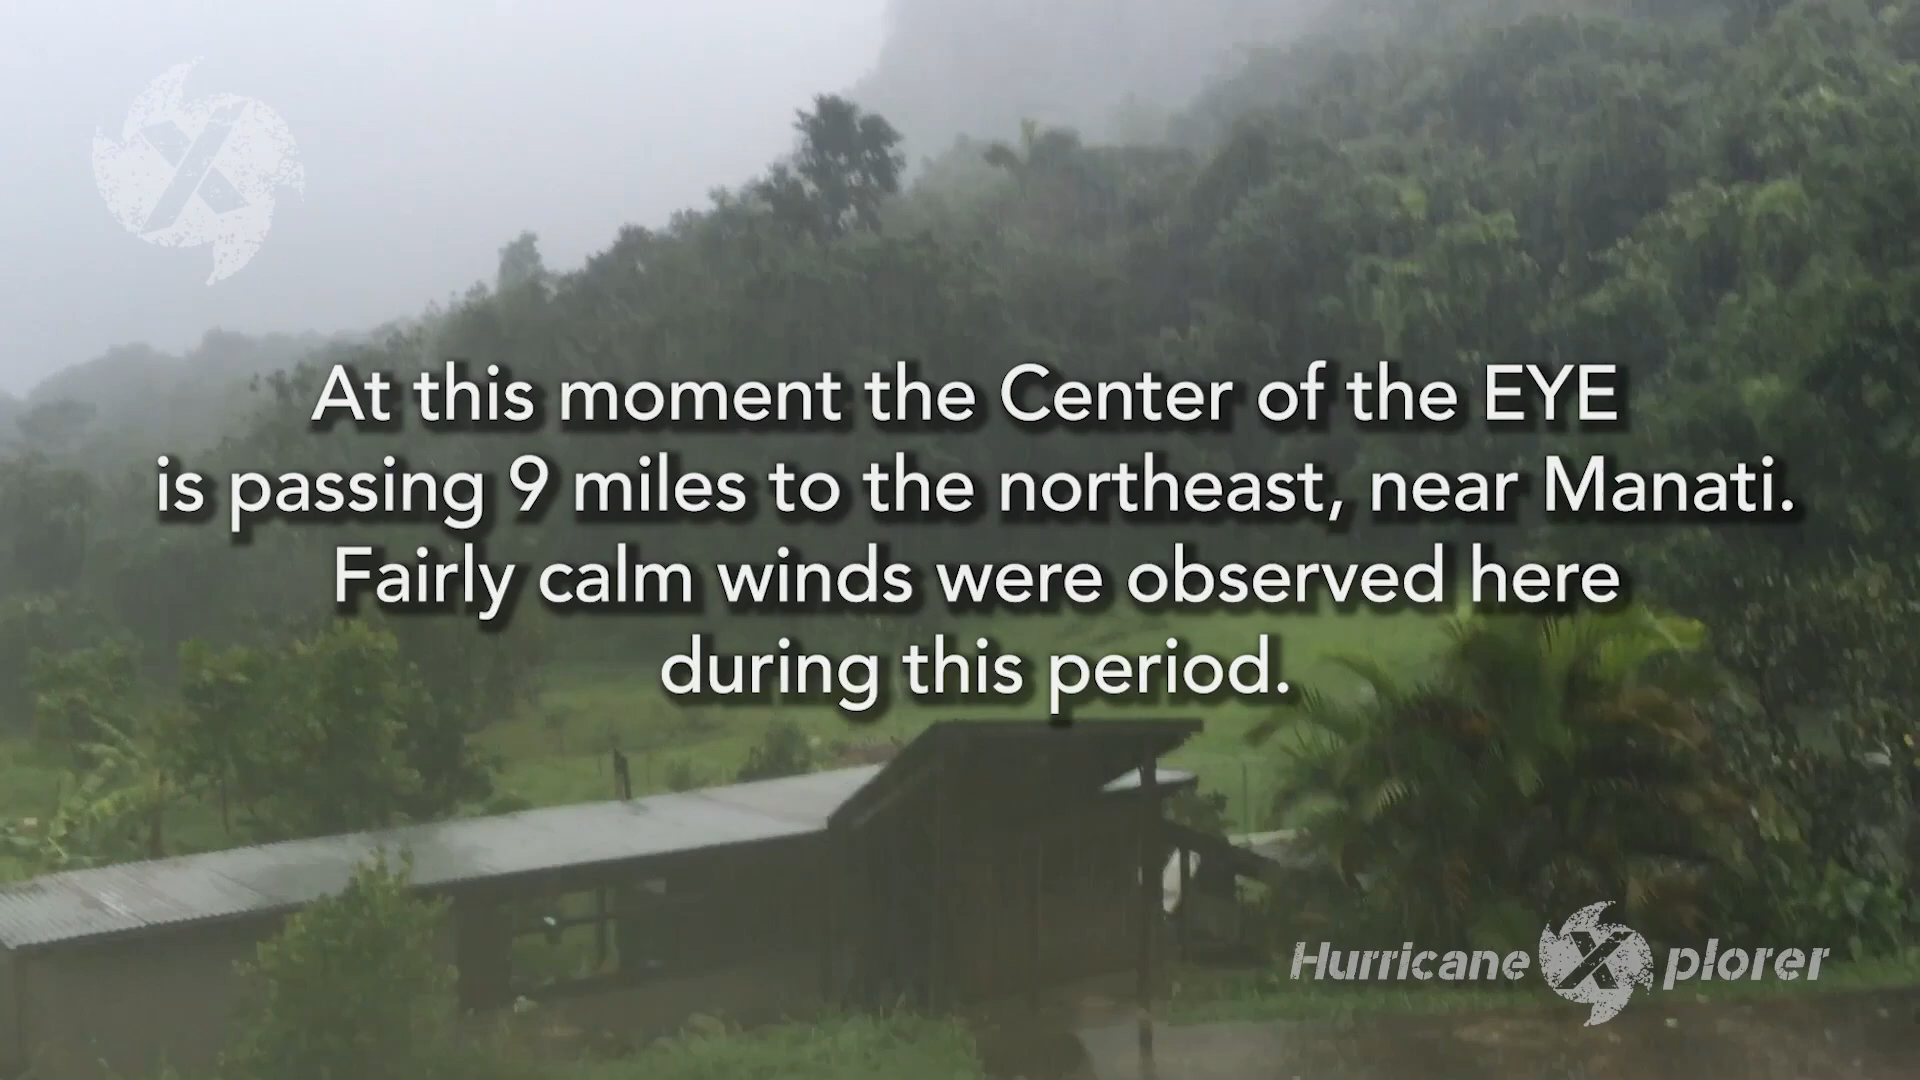 At this moment the Center of the EYE
is passing 9 miles to the northeast, near Manati.
Fairly calm winds were observed here
during this period.
Hurricane Xplorer